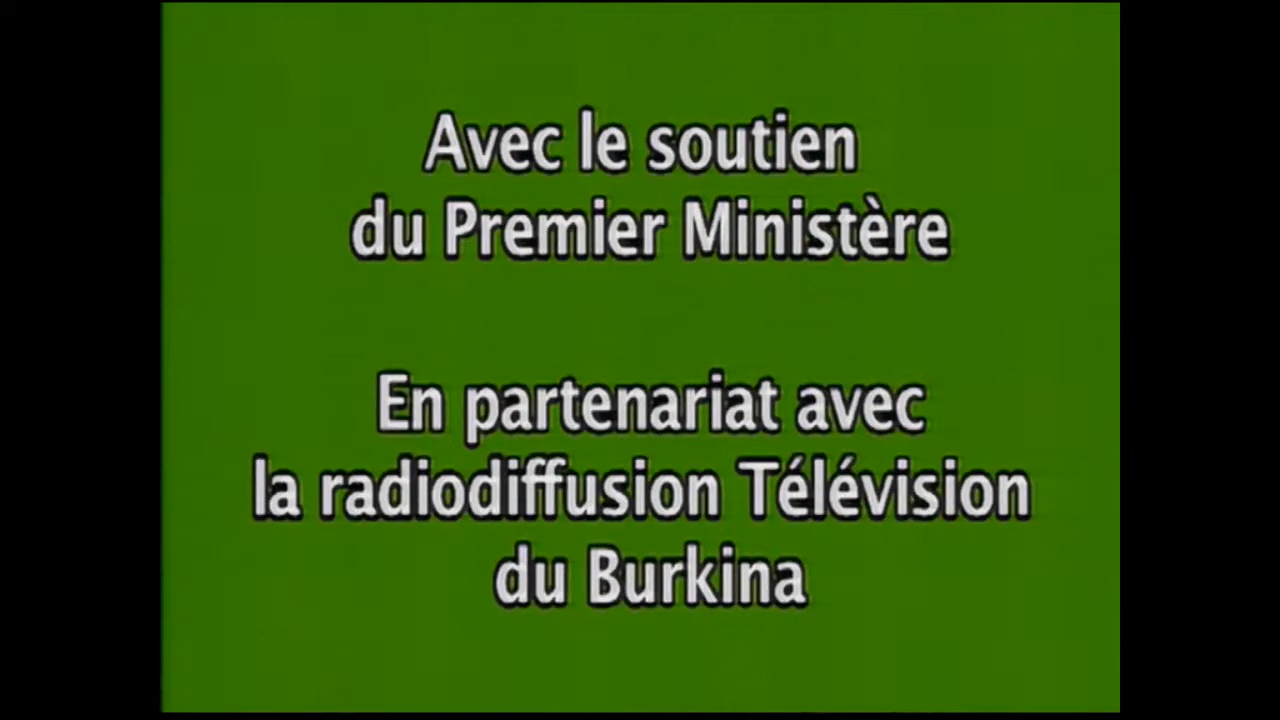 Avec le soutien
du Premier Ministère
En partenariat avec
la radiodiffusion Télévision
du Burkina